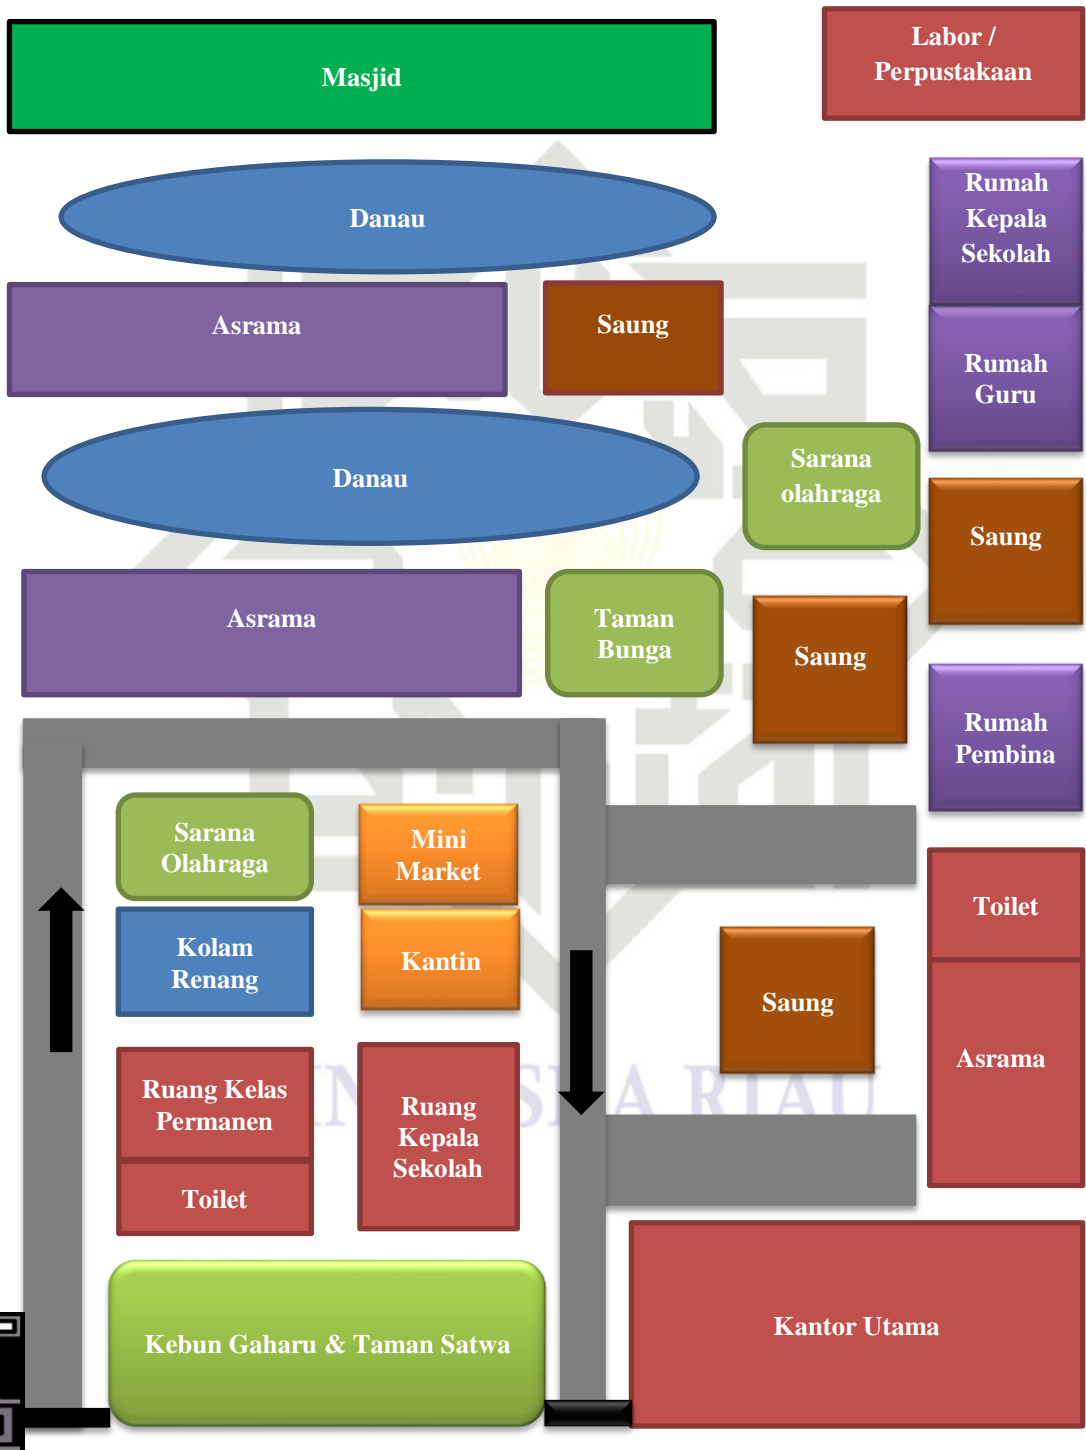 Masjid
Labor /
Perpustakaan
Danau
Rumah
Kepala
Sekolah
Asrama
Saung
Rumah
Guru
Danau
Sarana
olahraga
Saung
Asrama
Taman
Bunga
Saung
Rumah
Pembina
Sarana
Olahraga
Mini
Market
Toilet
Kolam
Renang
Kantin
Saung
Asrama
Ruang Kelas
Permanen
Ruang
Kepala
Sekolah
Toilet
RIAU
Kebun Gaharu & Taman Satwa
Kantor Utama